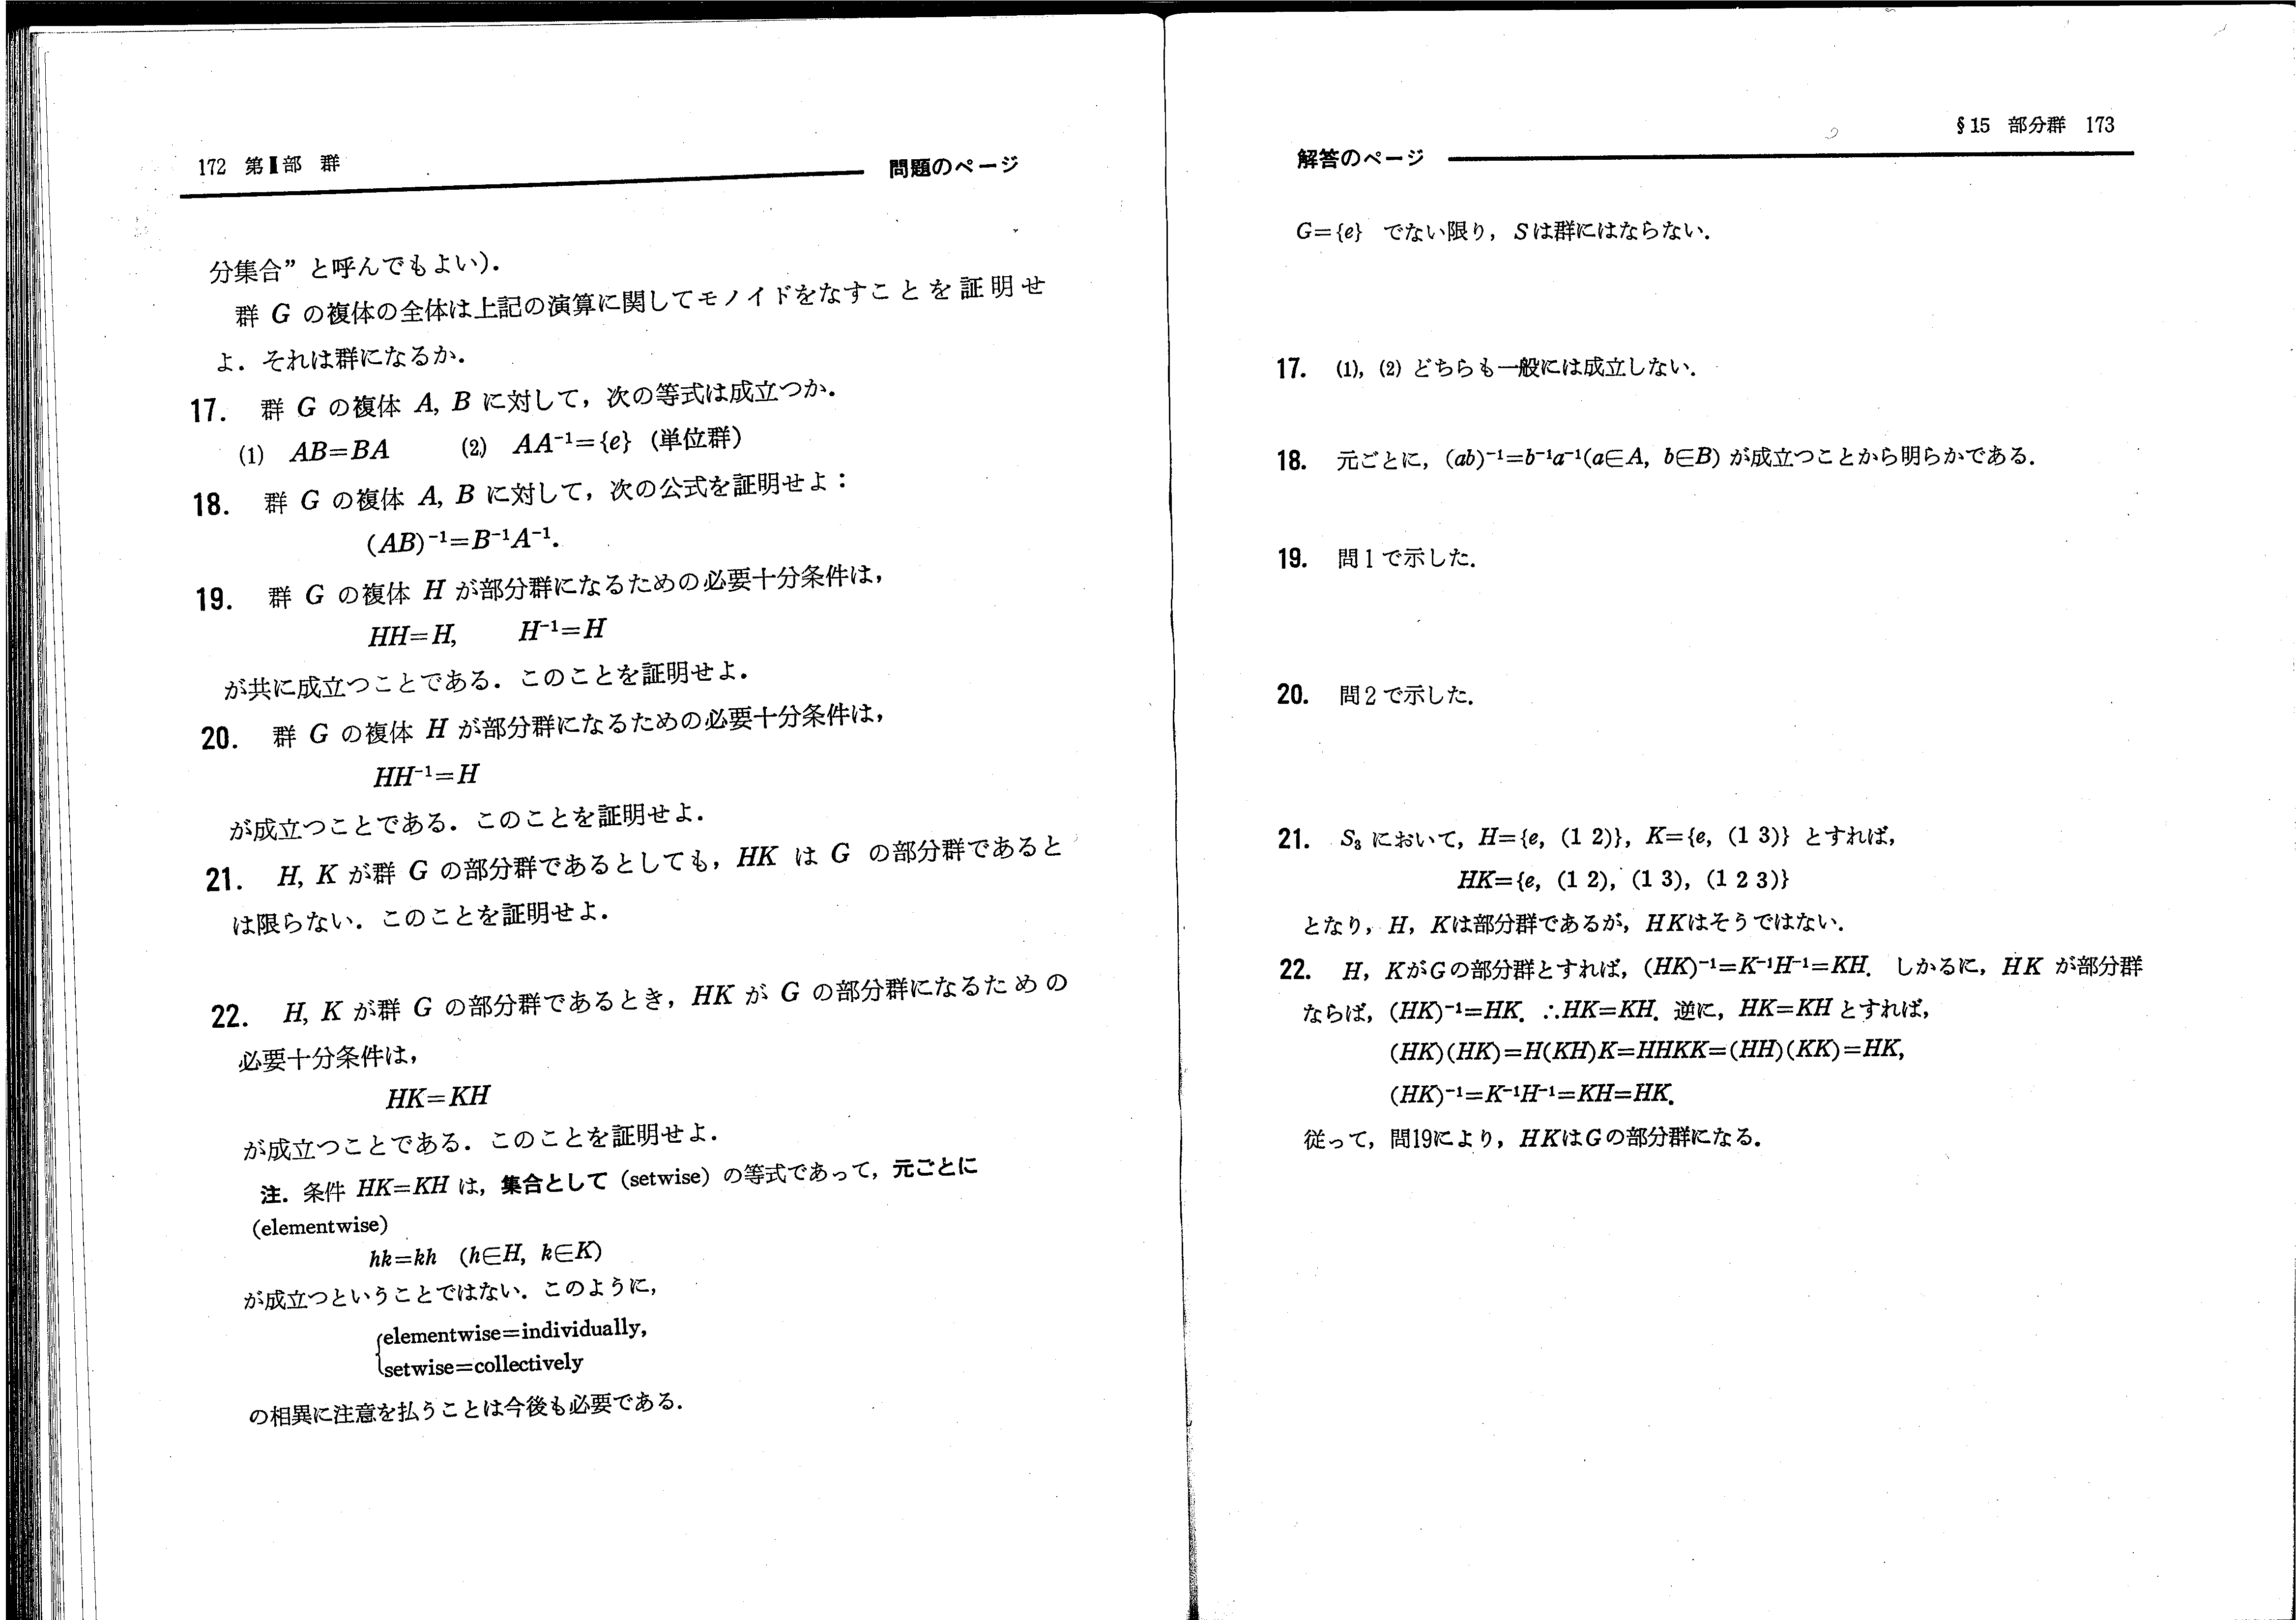 172 第Ⅱ部 群
問題のページ
分集合” と呼んでもよい).
群 G の複体の全体は上記の演算に関してモノイドをなすことを証明せ
よ. それは群になるか.
17. 群 G の複体 A, B に対して, 次の等式は成立つか.
(1) AB=BA (2) AA⁻¹={e} (単位群)
18. 群 G の複体 A, B に対して, 次の公式を証明せよ:
(AB)⁻¹=B⁻¹A⁻¹.
19. 群 G の複体 H が部分群になるための必要十分条件は,
HH=H, H⁻¹=H
が共に成立つことである. このことを証明せよ.
20. 群 G の複体 H が部分群になるための必要十分条件は,
HH⁻¹=H
が成立つことである. このことを証明せよ.
21. H, K が群 G の部分群であるとしても, HK は G の部分群であると
は限らない. このことを証明せよ.
22. H, K が群 G の部分群であるとき, HK が G の部分群になるための
必要十分条件は,
HK=KH
が成立つことである. このことを証明せよ.
注. 条件 HK=KH は, 集合として (setwise) の等式であって, 元ごとに
(elementwise)
hk=kh (h∈H, k∈K)
が成立つということではない. このように,
{elementwise=individually,
setwise=collectively
の相異に注意を払うことは今後も必要である.
§15 部分群 173
解答のページ
G={e} でない限り, Sは群にはならない.
17. (1), (2) どちらも一般には成立しない.
18. 元ごとに, (ab)⁻¹=b⁻¹a⁻¹(a∈A, b∈B) が成立つことから明らかである.
19. 問1で示した.
20. 問2で示した.
21. S₃ において, H={e, (1 2)}, K={e, (1 3)} とすれば,
HK={e, (1 2), (1 3), (1 2 3)}
となり, H, Kは部分群であるが, HKはそうではない.
22. H, KがGの部分群とすれば, (HK)⁻¹=K⁻¹H⁻¹=KH. しかるに, HK が部分群
ならば, (HK)⁻¹=HK. ∴HK=KH. 逆に, HK=KH とすれば,
(HK)(HK)=H(KH)K=HHKK=(HH)(KK)=HK,
(HK)⁻¹=K⁻¹H⁻¹=KH=HK.
従って, 問19により, HKはGの部分群になる.